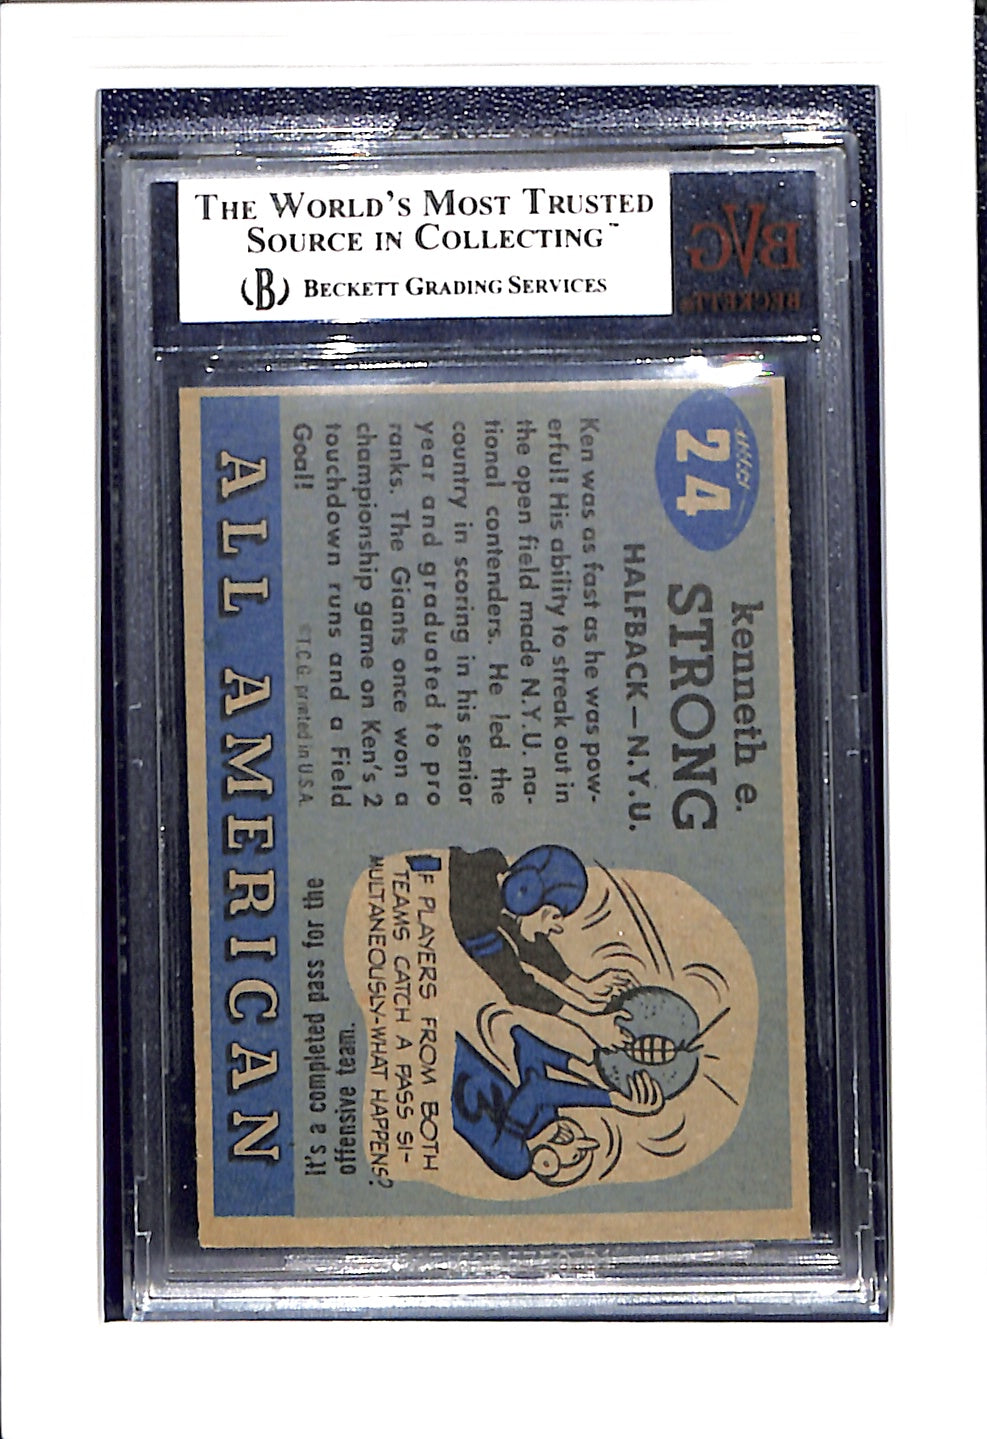 THE WORLD'S MOST TRUSTED
SOURCE IN COLLECTING™
(B) BECKETT GRADING SERVICES
BVG
BECKETT
24
kenneth e.
STRONG
HALFBACK—N.Y.U.
Ken was as fast as he was pow-
erful! His ability to streak out in
the open field made N.Y.U. na-
tional contenders. He led the
country in scoring in his senior
year and graduated to pro
ranks. The Giants once won a
championship game on Ken's 2
touchdown runs and a Field
Goal!
©T.C.G. printed in U.S.A.
IF PLAYERS FROM BOTH
TEAMS CATCH A PASS SI-
MULTANEOUSLY-WHAT HAPPENS?
It's a completed pass for the
offensive team.
3
ALL AMERICAN